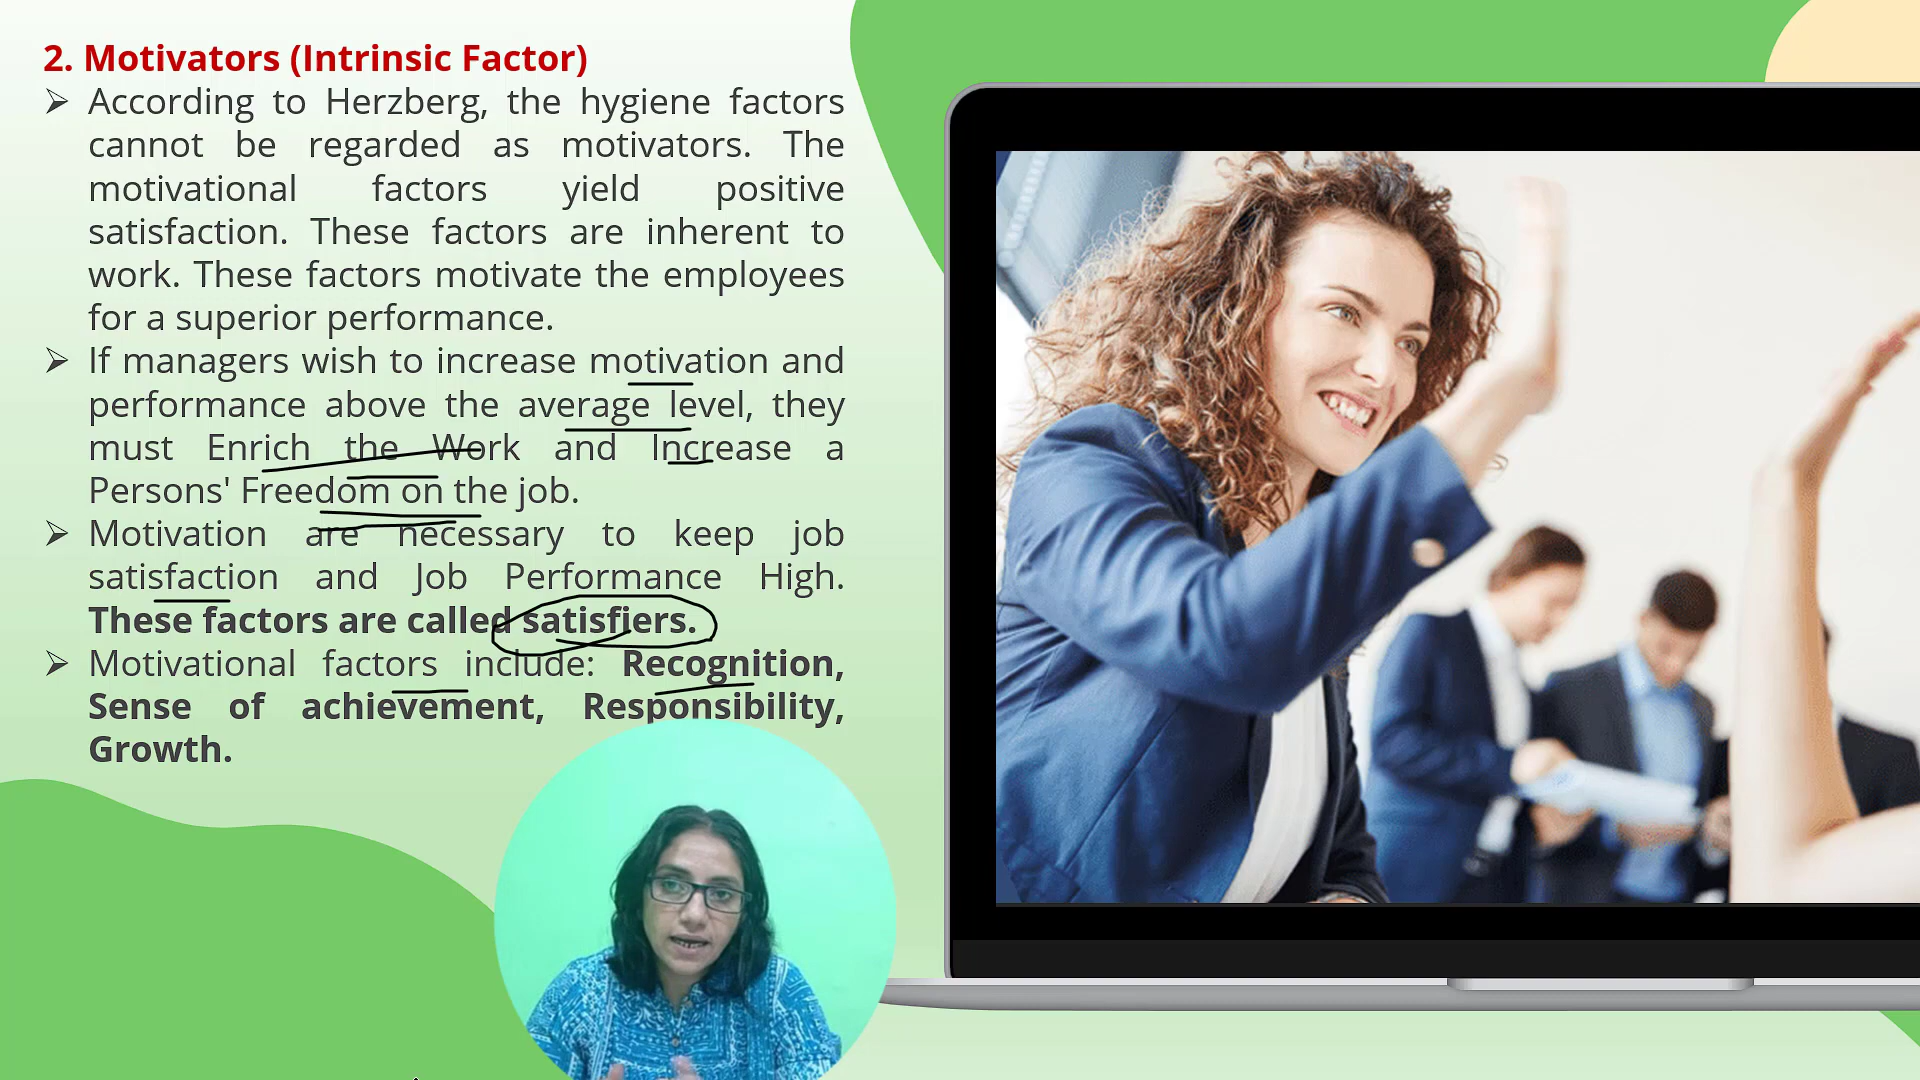 2. Motivators (Intrinsic Factor)
➢ According to Herzberg, the hygiene factors
cannot be regarded as motivators. The
motivational factors yield positive
satisfaction. These factors are inherent to
work. These factors motivate the employees
for a superior performance.
➢ If managers wish to increase motivation and
performance above the average level, they
must Enrich the Work and Increase a
Persons' Freedom on the job.
➢ Motivation are necessary to keep job
satisfaction and Job Performance High.
These factors are called satisfiers.
➢ Motivational factors include: Recognition,
Sense of achievement, Responsibility,
Growth.